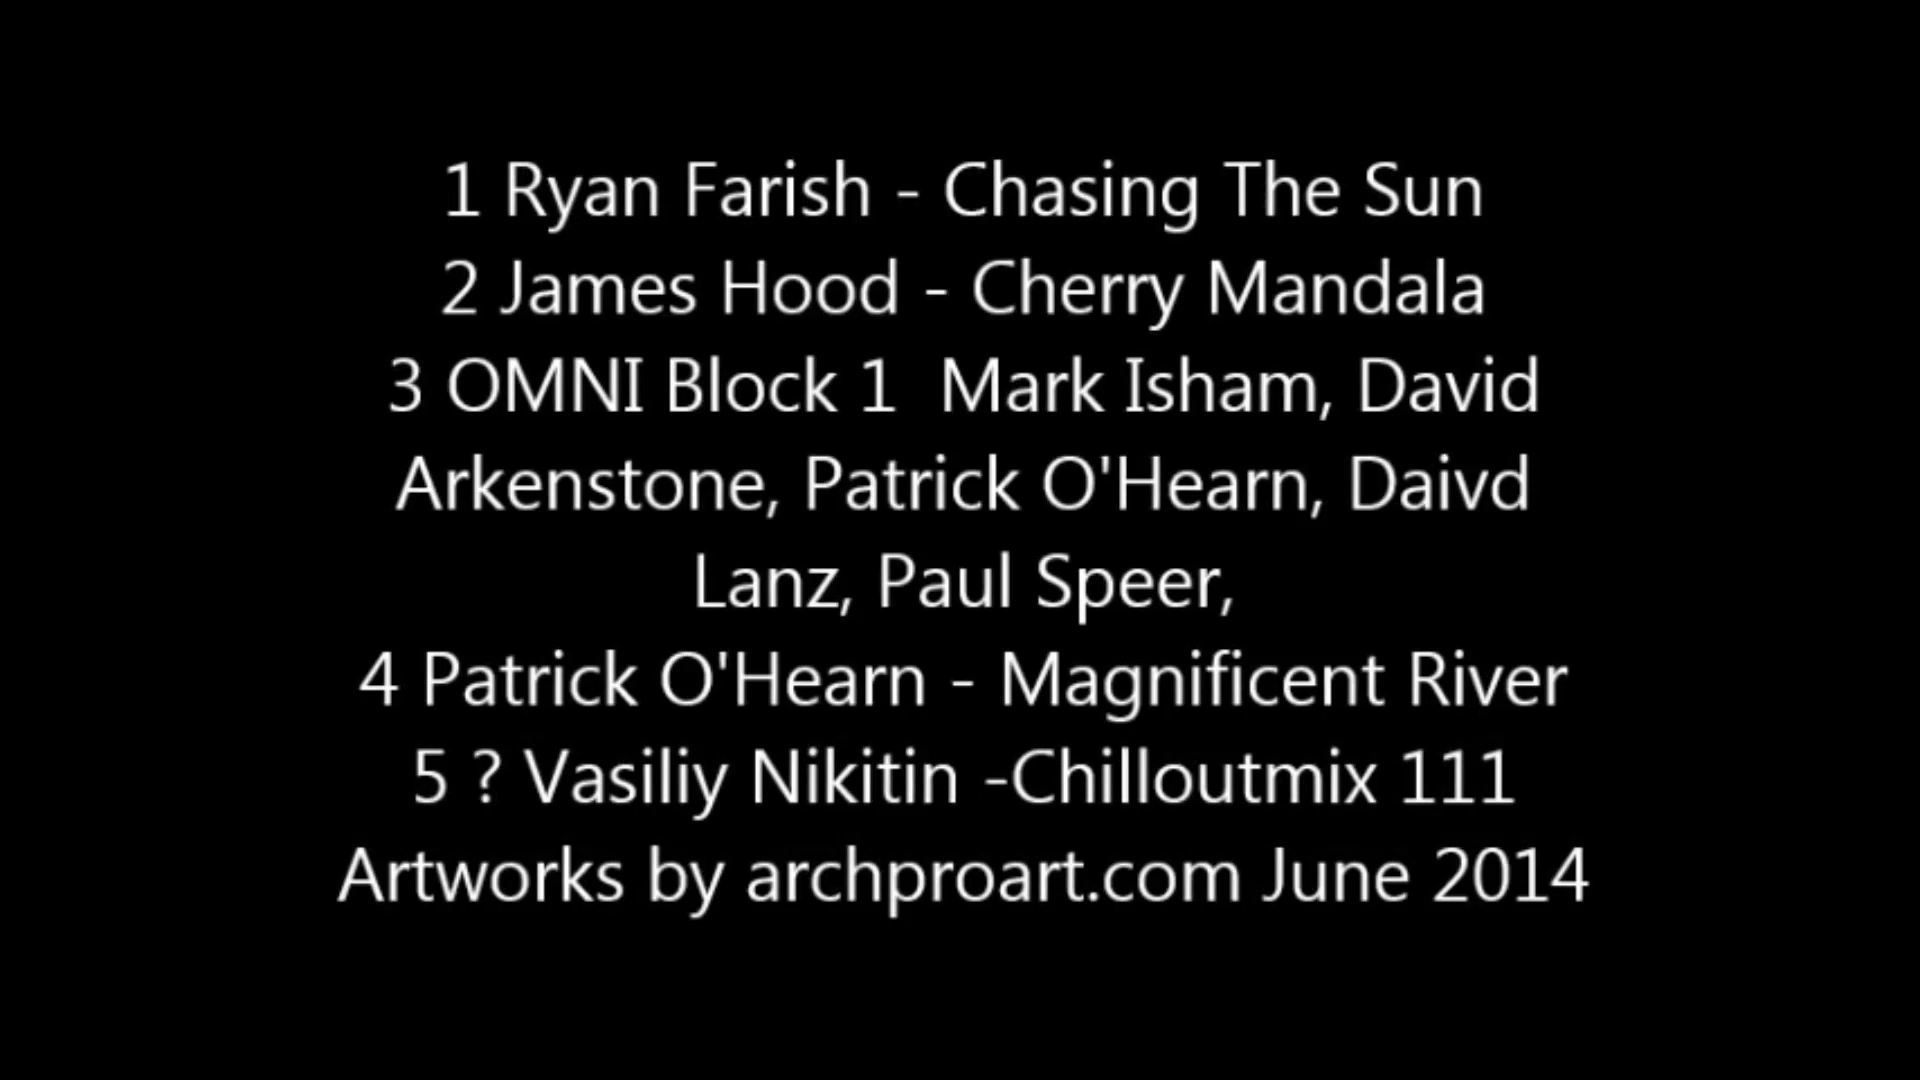 1 Ryan Farish - Chasing The Sun
2 James Hood - Cherry Mandala
3 OMNI Block 1  Mark Isham, David
Arkenstone, Patrick O'Hearn, Daivd
Lanz, Paul Speer,
4 Patrick O'Hearn - Magnificent River
5 ? Vasiliy Nikitin -Chilloutmix 111
Artworks by archproart.com June 2014